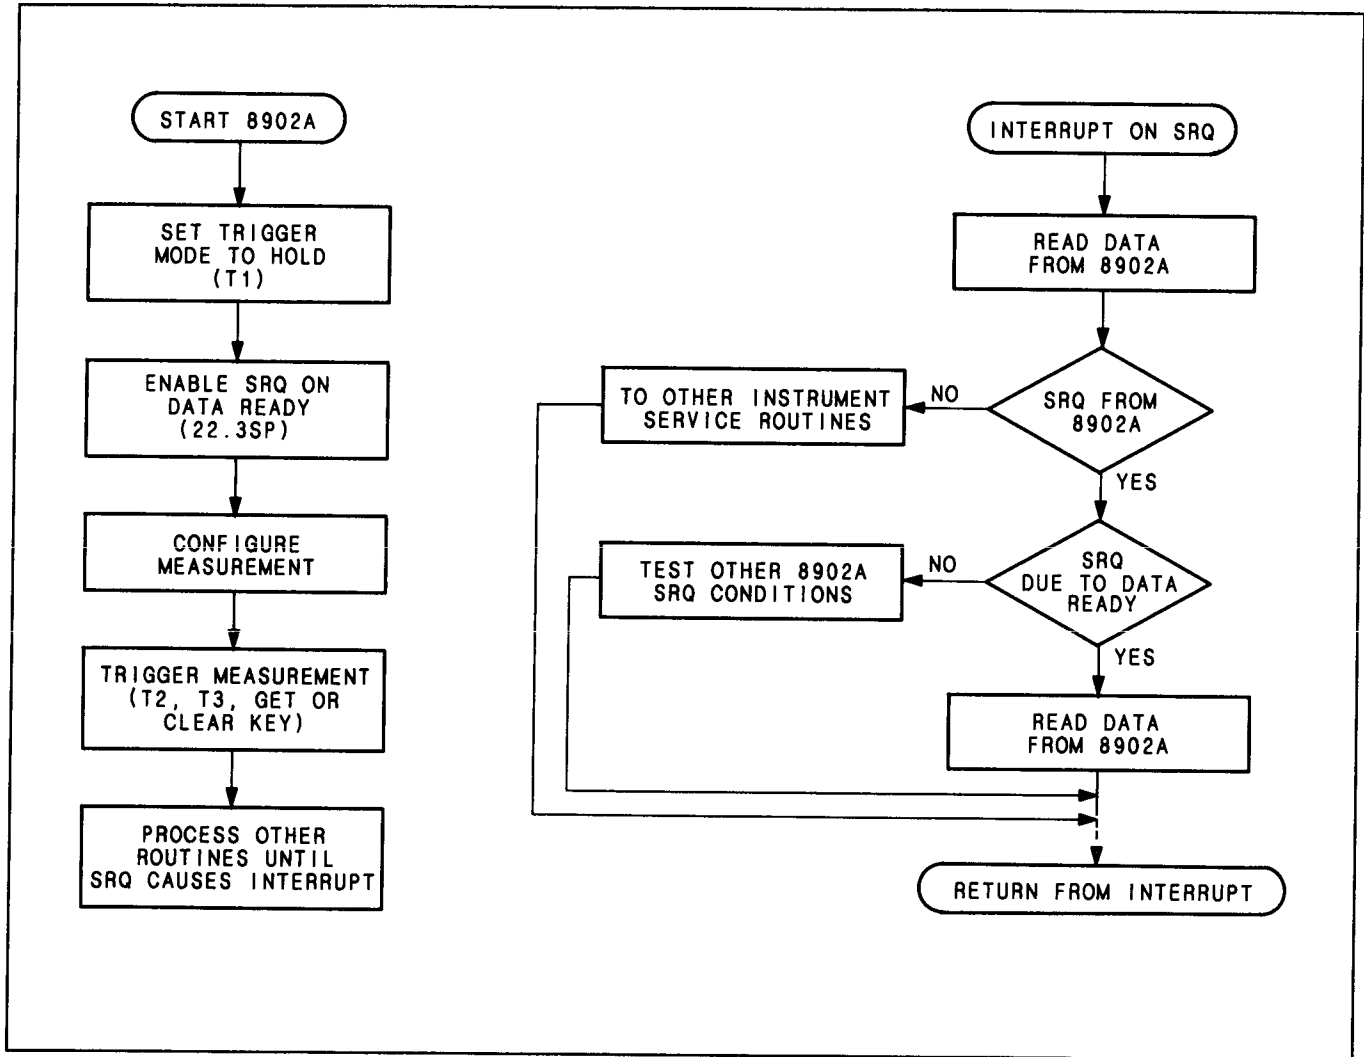 START 8902A
SET TRIGGER
MODE TO HOLD
(T1)
ENABLE SRQ ON
DATA READY
(22.3SP)
CONFIGURE
MEASUREMENT
TRIGGER MEASUREMENT
(T2, T3, GET OR
CLEAR KEY)
PROCESS OTHER
ROUTINES UNTIL
SRQ CAUSES INTERRUPT
INTERRUPT ON SRQ
READ DATA
FROM 8902A
SRQ FROM
8902A
NO
TO OTHER INSTRUMENT
SERVICE ROUTINES
YES
SRQ
DUE TO DATA
READY
NO
TEST OTHER 8902A
SRQ CONDITIONS
YES
READ DATA
FROM 8902A
RETURN FROM INTERRUPT